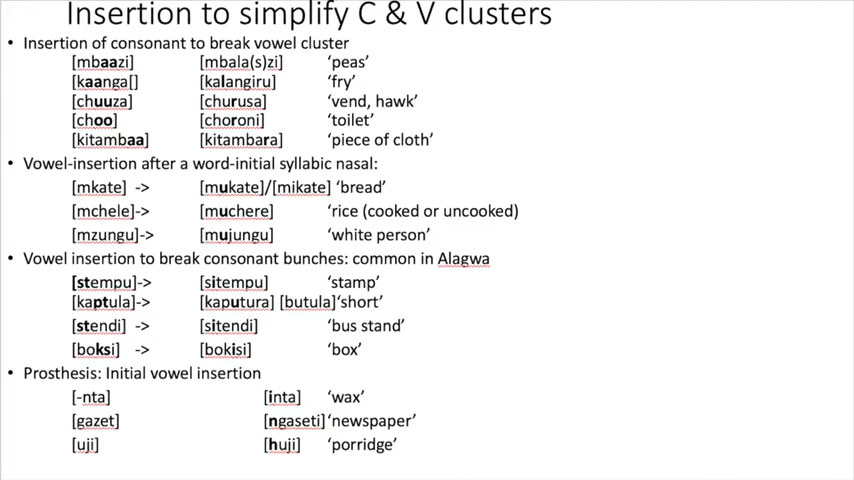 Insertion to simplify C & V clusters
• Insertion of consonant to break vowel cluster
[mbaazi] [mbala(s)zi] ‘peas’
[kaanga[] [kalangiru] ‘fry’
[chuuza] [churusa] ‘vend, hawk’
[choo] [choroni] ‘toilet’
[kitambaa] [kitambara] ‘piece of cloth’
• Vowel-insertion after a word-initial syllabic nasal:
[mkate] -> [mukate]/[mikate] ‘bread’
[mchele]-> [muchere] ‘rice (cooked or uncooked)
[mzungu]-> [mujungu] ‘white person’
• Vowel insertion to break consonant bunches: common in Alagwa
[stempu]-> [sitempu] ‘stamp’
[kaptula]-> [kaputura] [butula]‘short’
[stendi] -> [sitendi] ‘bus stand’
[boksi] -> [bokisi] ‘box’
• Prosthesis: Initial vowel insertion
[-nta] [inta] ‘wax’
[gazet] [ngaseti]‘newspaper’
[uji] [huji] ‘porridge’